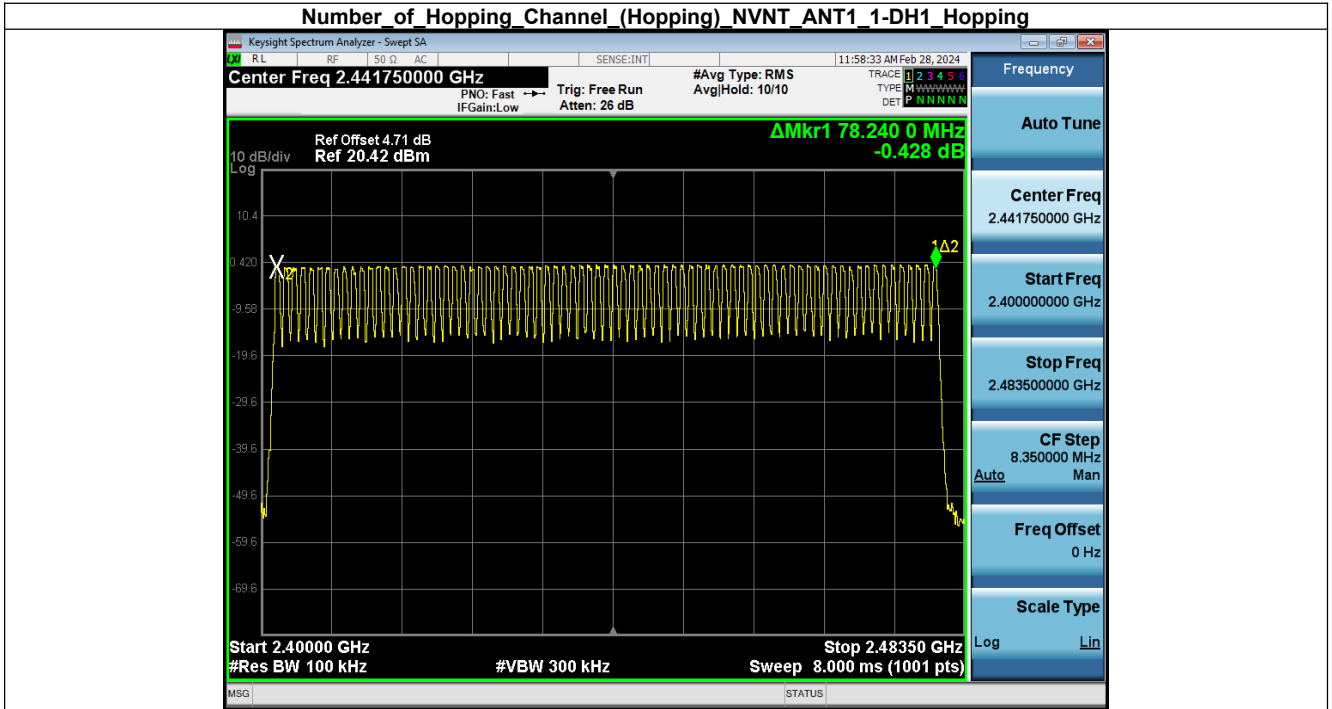 Number_of_Hopping_Channel_(Hopping)_NVNT_ANT1_1-DH1_Hopping
Keysight Spectrum Analyzer - Swept SA
LXI RL RF 50 Ω AC SENSE:INT 11:58:33 AM Feb 28, 2024
Center Freq 2.441750000 GHz
PNO: Fast
IFGain:Low
Trig: Free Run
Atten: 26 dB
#Avg Type: RMS
Avg|Hold: 10/10
TRACE 1 2 3 4 5 6
TYPE M W W W W W
DET P N N N N N
ΔMkr1 78.240 0 MHz
-0.428 dB
Ref Offset 4.71 dB
10 dB/div Ref 20.42 dBm
Log
10.4
0.420
-9.58
-19.6
-29.6
-39.6
-49.6
-59.6
-69.6
X2
1Δ2
Start 2.40000 GHz Stop 2.48350 GHz
#Res BW 100 kHz #VBW 300 kHz Sweep 8.000 ms (1001 pts)
MSG STATUS
Frequency
Auto Tune
Center Freq
2.441750000 GHz
Start Freq
2.400000000 GHz
Stop Freq
2.483500000 GHz
CF Step
8.350000 MHz
Auto Man
Freq Offset
0 Hz
Scale Type
Log Lin